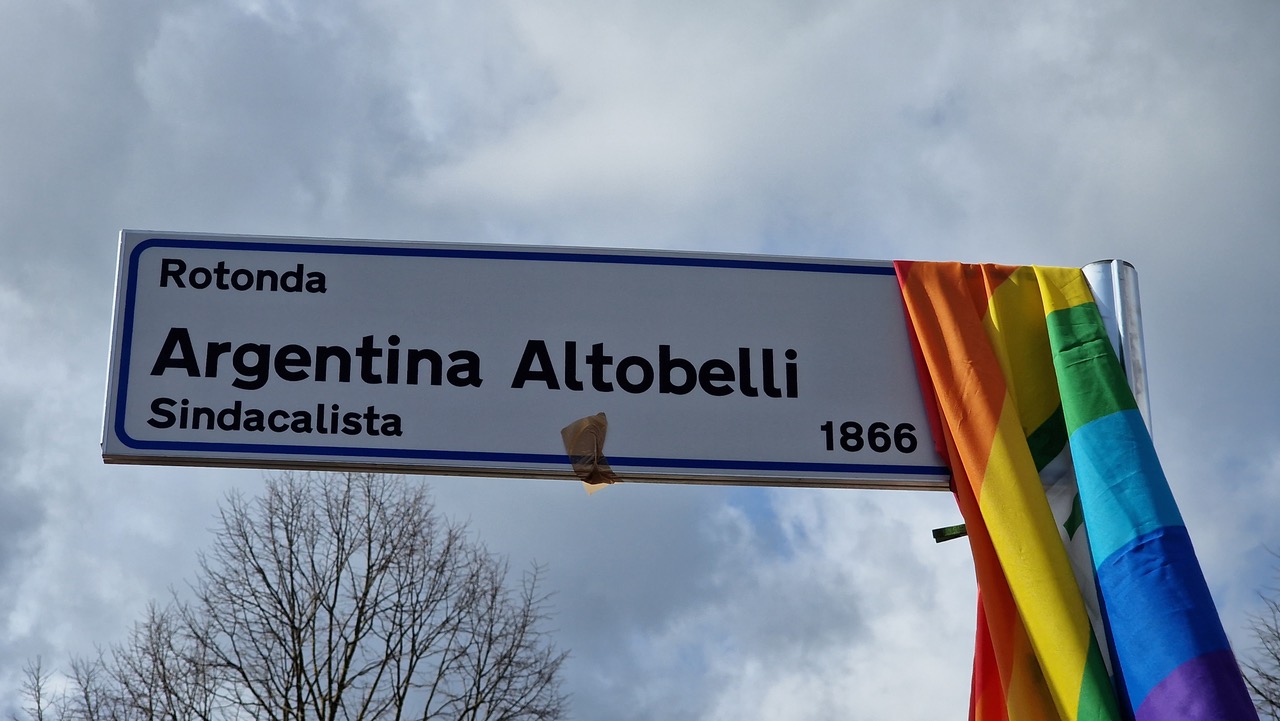 Rotonda
Argentina Altobelli
Sindacalista
1866